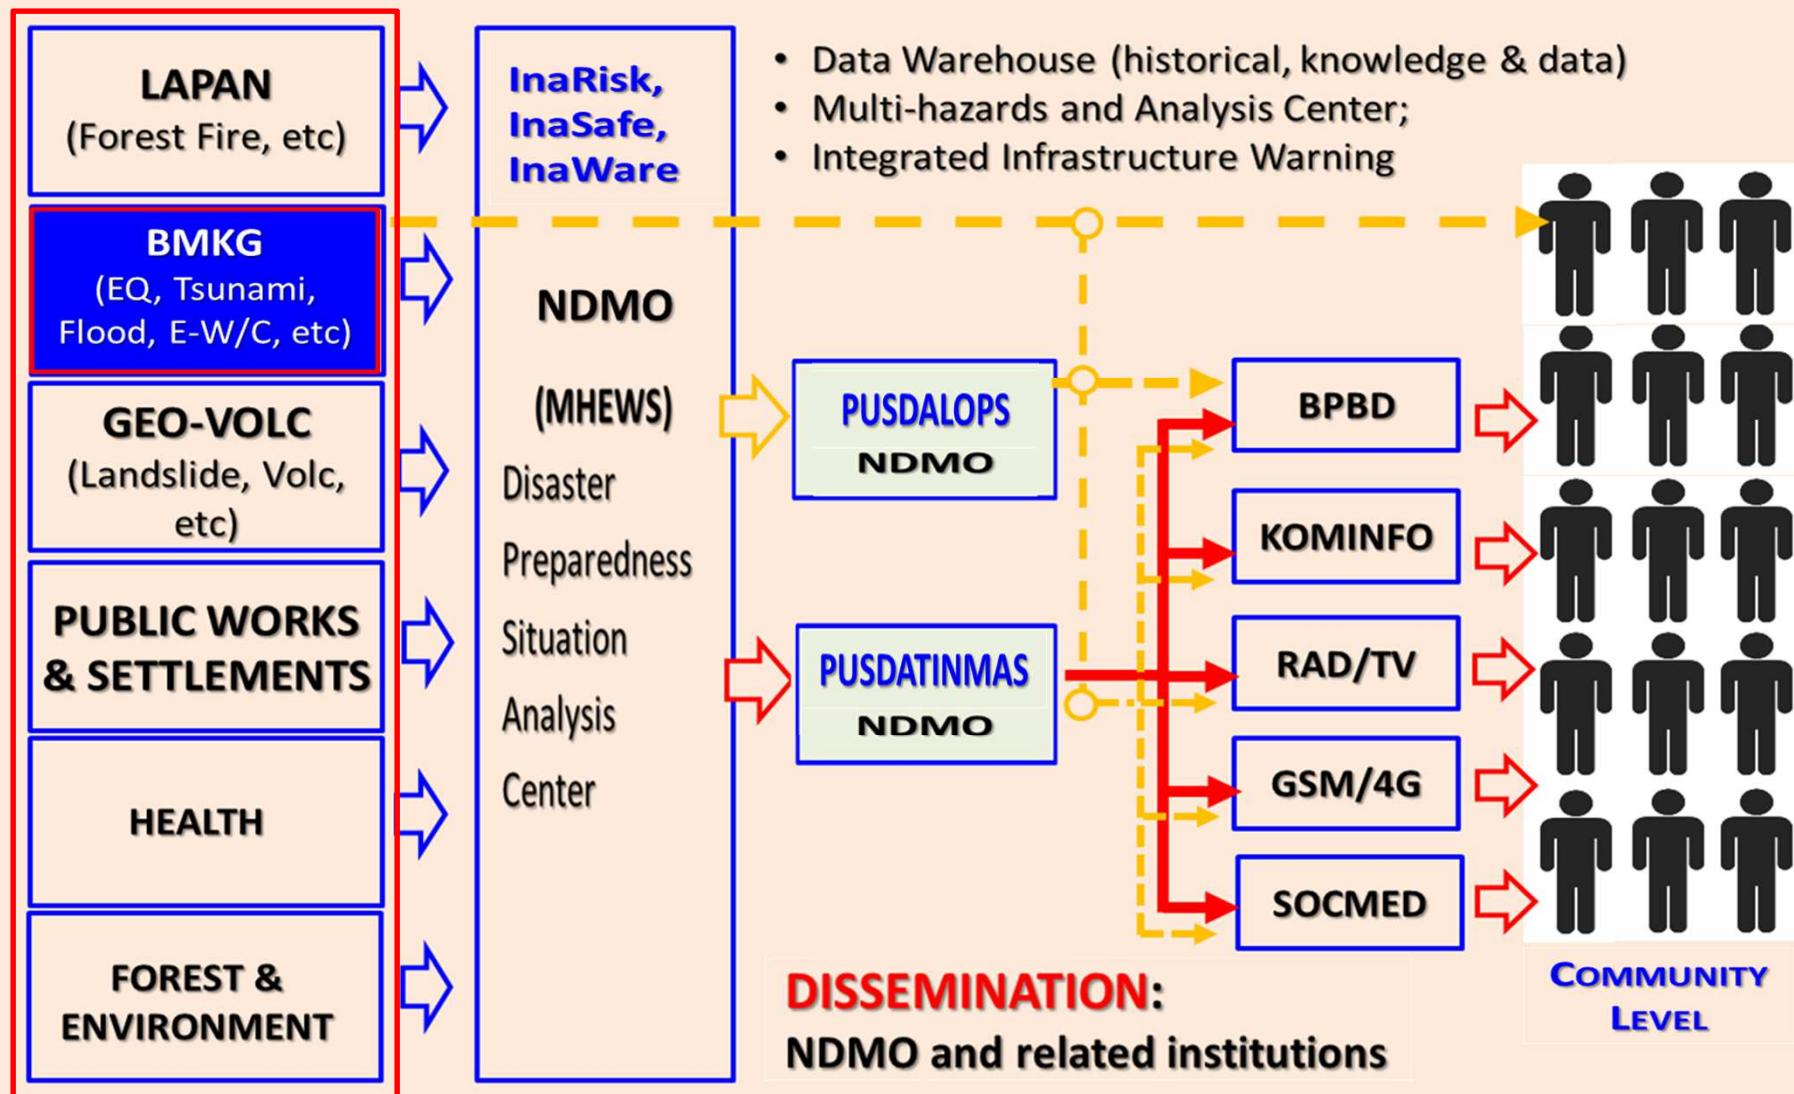 LAPAN
(Forest Fire, etc)
BMKG
(EQ, Tsunami,
Flood, E-W/C, etc)
GEO-VOLC
(Landslide, Volc,
etc)
PUBLIC WORKS
& SETTLEMENTS
HEALTH
FOREST &
ENVIRONMENT
InaRisk,
InaSafe,
InaWare
NDMO
(MHEWS)
Disaster
Preparedness
Situation
Analysis
Center
• Data Warehouse (historical, knowledge & data)
• Multi-hazards and Analysis Center;
• Integrated Infrastructure Warning
PUSDALOPS
NDMO
PUSDATINMAS
NDMO
BPBD
KOMINFO
RAD/TV
GSM/4G
SOCMED
DISSEMINATION:
NDMO and related institutions
COMMUNITY
LEVEL